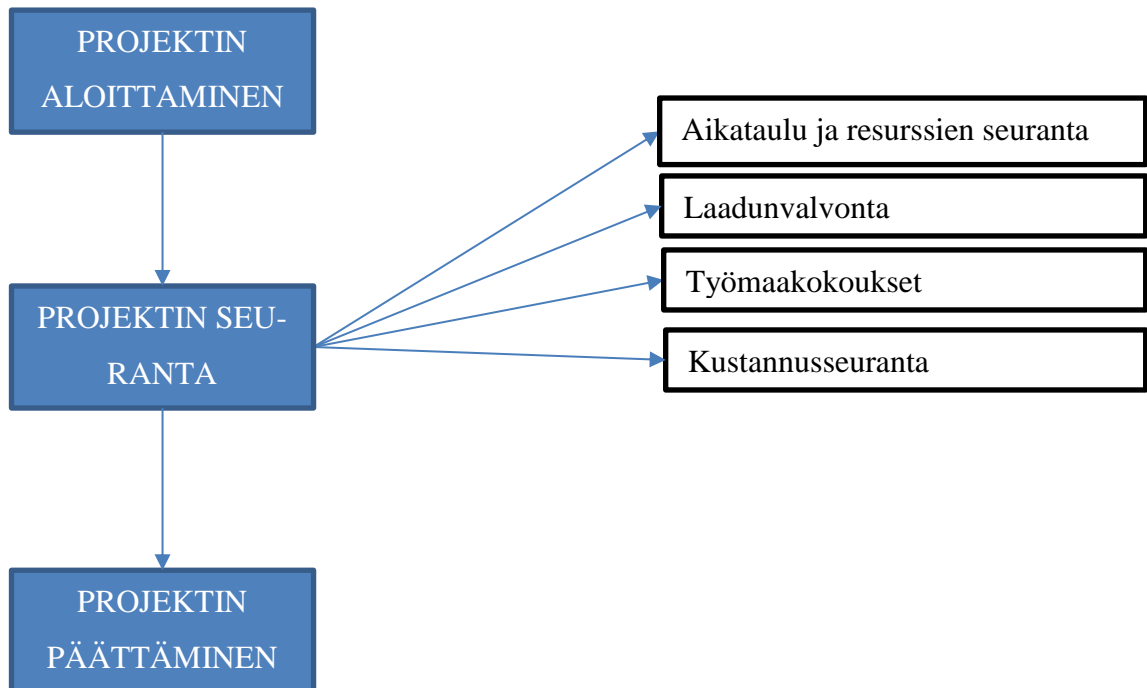 PROJEKTIN
ALOITTAMINEN
Aikataulu ja resurssien seuranta
Laadunvalvonta
Työmaakokoukset
PROJEKTIN SEU-
RANTA
Kustannusseuranta
PROJEKTIN
PÄÄTTÄMINEN